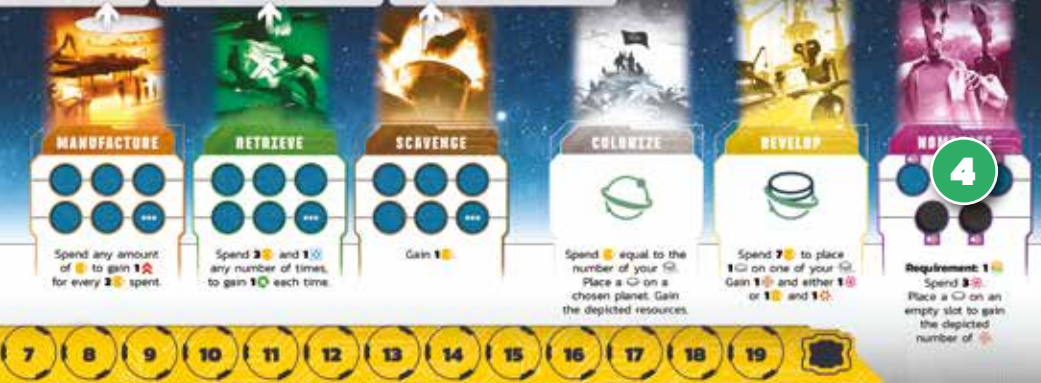 MANUFACTURE
Spend any amount
of to gain 1
for every 2 spent.
RETRIEVE
Spend 3 and 1
any number of times,
to gain 1 each time.
SCAVENGE
Gain 1.
COLONIZE
Spend equal to the
number of your
Place a on a
chosen planet. Gain
the depicted resources.
DEVELOP
Spend 7 to place
1 on one of your.
Gain 1 and either 1
or 1 and 1.
4
Requirement: 1
Spend 3.
Place a on an
empty slot to gain
the depicted
number of
7 8 9 10 11 12 13 14 15 16 17 18 19